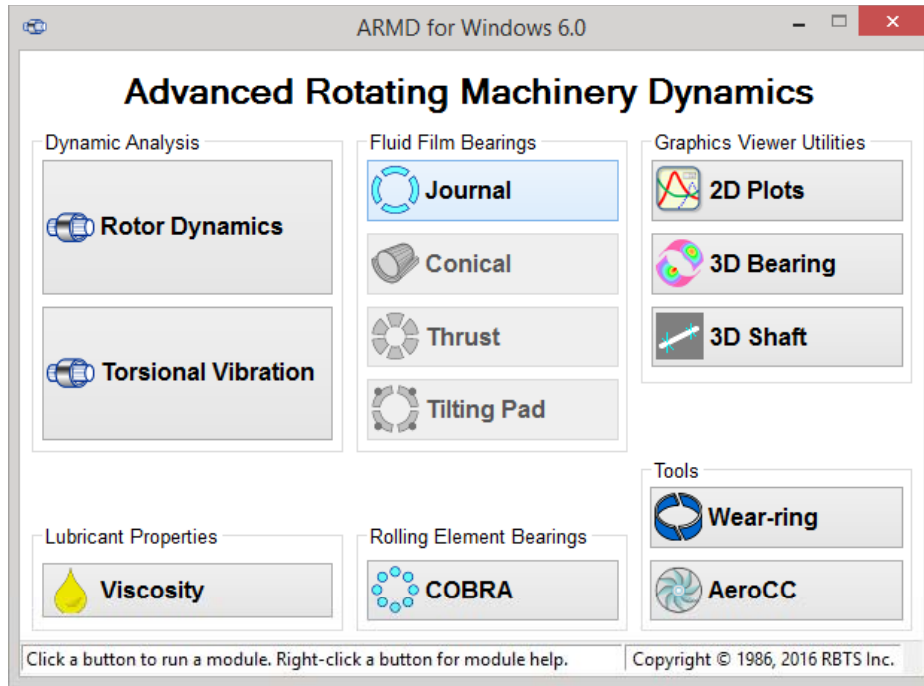 ARMD for Windows 6.0
Advanced Rotating Machinery Dynamics
Dynamic Analysis
Rotor Dynamics
Torsional Vibration
Fluid Film Bearings
Journal
Conical
Thrust
Tilting Pad
Graphics Viewer Utilities
2D Plots
3D Bearing
3D Shaft
Lubricant Properties
Viscosity
Rolling Element Bearings
COBRA
Tools
Wear-ring
AeroCC
Click a button to run a module. Right-click a button for module help.
Copyright © 1986, 2016 RBTS Inc.